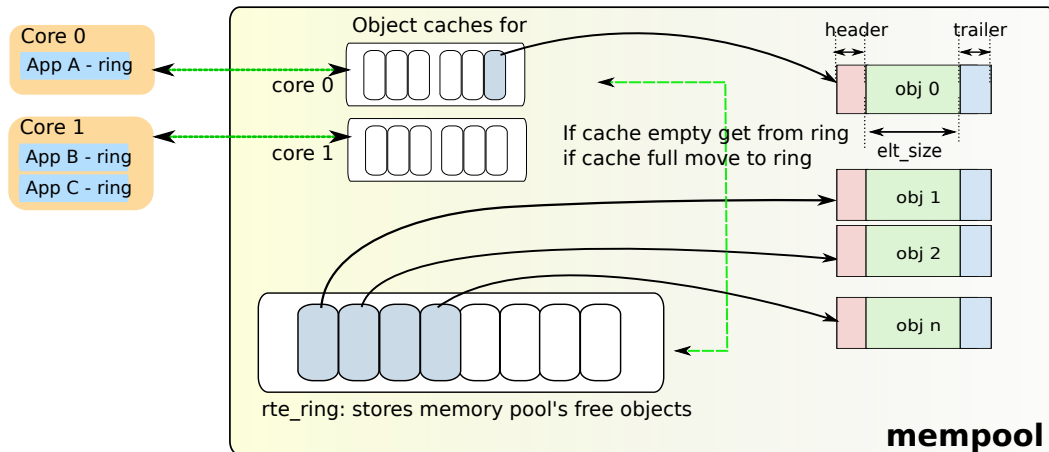 Object caches for
Core 0
App A - ring
core 0
Core 1
App B - ring
App C - ring
core 1
If cache empty get from ring
if cache full move to ring
header
trailer
obj 0
elt_size
obj 1
obj 2
obj n
rte_ring: stores memory pool's free objects
mempool